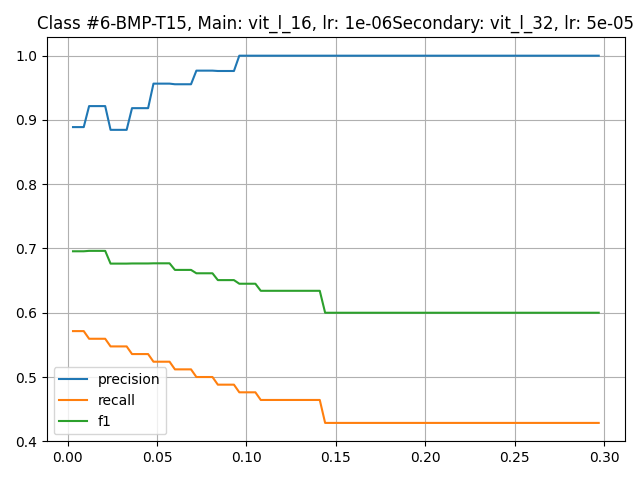 Class #6-BMP-T15, Main: vit_l_16, lr: 1e-06Secondary: vit_l_32, lr: 5e-05
1.0
0.9
0.8
0.7
0.6
0.5
0.4
precision
recall
f1
0.00 0.05 0.10 0.15 0.20 0.25 0.30